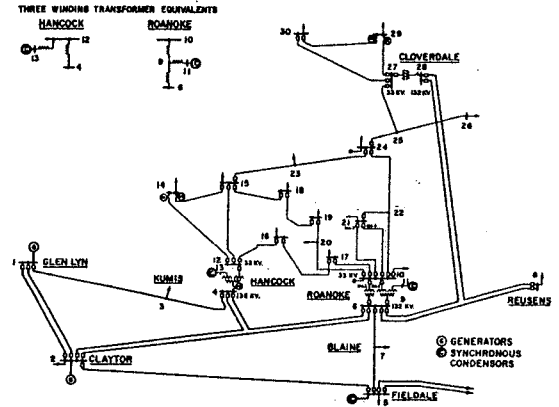 THREE WINDING TRANSFORMER EQUIVALENTS
HANCOCK
ROANOKE
12
C
13
4
10
9
C
11
6
30
29
CLOVERDALE
27
28
33 KV.
132 KV.
26
25
24
23
14
15
18
19
20
21
22
16
17
12
33 KV.
13
HANCOCK
4
132 KV.
33 KV.
10
ROANOKE
11
9
6
132 KV.
8
REUSENS
G
1
GLEN LYN
KUMIS
3
2
CLAYTOR
G
BLAINE
7
C
5
FIELDALE
G GENERATORS
C SYNCHRONOUS
CONDENSORS